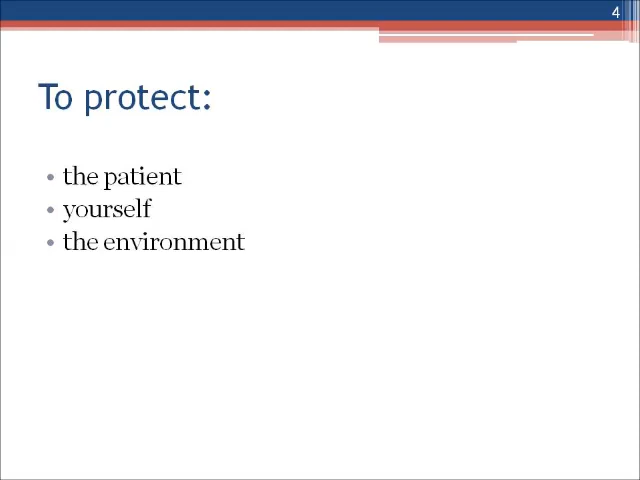 4
To protect:
• the patient
• yourself
• the environment